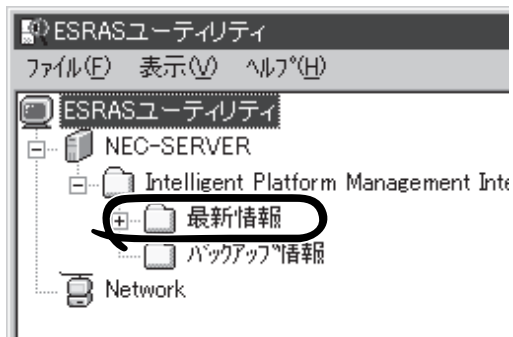 ESRASユーティリティ
ファイル(F) 表示(V) ヘルプ(H)
ESRASユーティリティ
NEC-SERVER
Intelligent Platform Management Inte
最新情報
バックアップ情報
Network